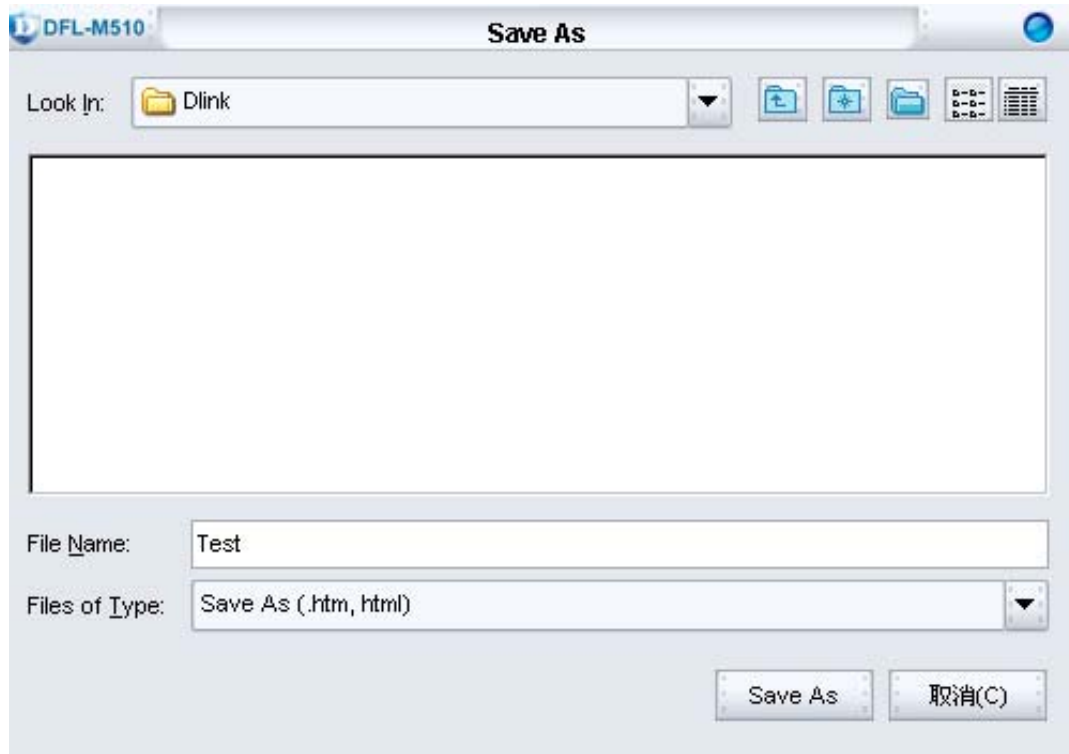 DFL-M510
Save As
Look In: Dlink
File Name: Test
Files of Type: Save As (.htm, html)
Save As 取消(C)